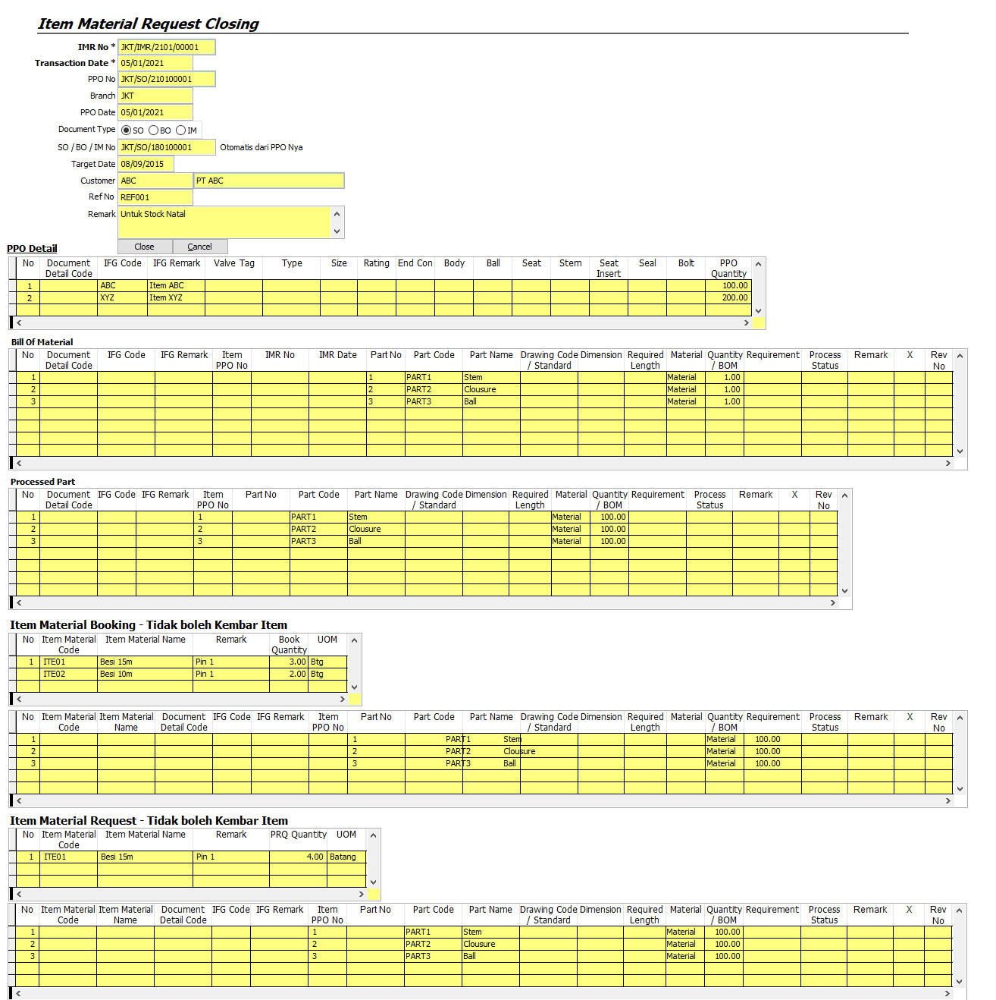 Item Material Request Closing
IMR No * JKT/IMR/2101/00001
Transaction Date * 05/01/2021
PPO No JKT/SO/210100001
Branch JKT
PPO Date 05/01/2021
Document Type SO BO IM
SO / BO / IM No JKT/SO/180100001 Otomatis dari PPO Nya
Target Date 08/09/2015
Customer ABC PT ABC
Ref No REF001
Remark Untuk Stock Natal
Close Cancel
PPO Detail
No Document IFG Code IFG Remark Valve Tag Type Size Rating End Con Body Ball Seat Stem Seat Seal Bolt PPO
Detail Code Insert Quantity
1 ABC Item ABC 100.00
2 XYZ Item XYZ 200.00
Bill Of Material
No Document IFG Code IFG Remark Item IMR No IMR Date Part No Part Code Part Name Drawing Code Dimension Required Material Quantity Requirement Process Remark X Rev
Detail Code PPO No / Standard Length / BOM Status No
1 1 PART1 Stem Material 1.00
2 2 PART2 Clousure Material 1.00
3 3 PART3 Ball Material 1.00
Processed Part
No Document IFG Code IFG Remark Item Part No Part Code Part Name Drawing Code Dimension Required Material Quantity Requirement Process Remark X Rev
Detail Code PPO No / Standard Length / BOM Status No
1 1 PART1 Stem Material 100.00
2 2 PART2 Clousure Material 100.00
3 3 PART3 Ball Material 100.00
Item Material Booking - Tidak boleh Kembar Item
No Item Material Item Material Name Remark Book UOM
Code Quantity
1 ITE01 Besi 15m Pin 1 3.00 Btg
ITE02 Besi 10m Pin 1 2.00 Btg
No Item Material Item Material Document IFG Code IFG Remark Item Part No Part Code Part Name Drawing Code Dimension Required Material Quantity Requirement Process Remark X Rev
Code Name Detail Code PPO No / Standard Length / BOM Status No
1 1 PART1 Stem Material 100.00
2 2 PART2 Clousure Material 100.00
3 3 PART3 Ball Material 100.00
Item Material Request - Tidak boleh Kembar Item
No Item Material Item Material Name Remark PRQ Quantity UOM
Code
1 ITE01 Besi 15m Pin 1 4.00 Batang
No Item Material Item Material Document IFG Code IFG Remark Item Part No Part Code Part Name Drawing Code Dimension Required Material Quantity Requirement Process Remark X Rev
Code Name Detail Code PPO No / Standard Length / BOM Status No
1 1 PART1 Stem Material 100.00
2 2 PART2 Clousure Material 100.00
3 3 PART3 Ball Material 100.00